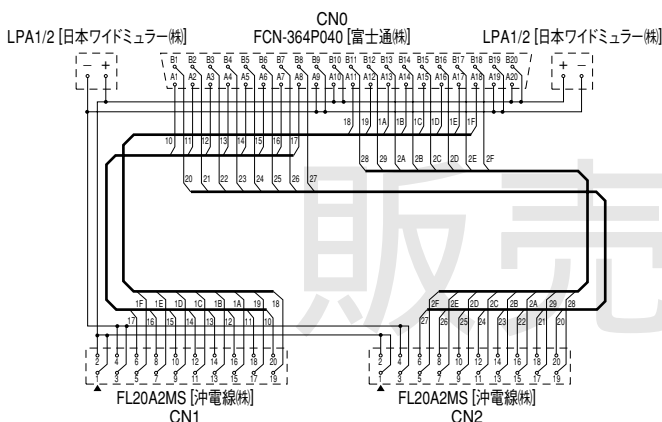 CN0
LPA1/2 [日本ワイドミュラー㈱]
FCN-364P040 [富士通㈱]
LPA1/2 [日本ワイドミュラー㈱]
− +
B1 B2 B3 B4 B5 B6 B7 B8 B9 B10 B11 B12 B13 B14 B15 B16 B17 B18 B19 B20
+ −
A1 A2 A3 A4 A5 A6 A7 A8 A9 A10 A11 A12 A13 A14 A15 A16 A17 A18 A19 A20
18 19 1A 1B 1C 1D 1E 1F
10 11 12 13 14 15 16 17
28 29 2A 2B 2C 2D 2E 2F
20 21 22 23 24 25 26 27
販売
1F 1E 1D 1C 1B 1A 19 18
2F 2E 2D 2C 2B 2A 29 28
17 16 15 14 13 12 11 10
27 26 25 24 23 22 21 20
2 4 6 8 10 12 14 16 18 20
2 4 6 8 10 12 14 16 18 20
1 3 5 7 9 11 13 15 17 19
1 3 5 7 9 11 13 15 17 19
FL20A2MS [沖電線㈱]
FL20A2MS [沖電線㈱]
CN1
CN2